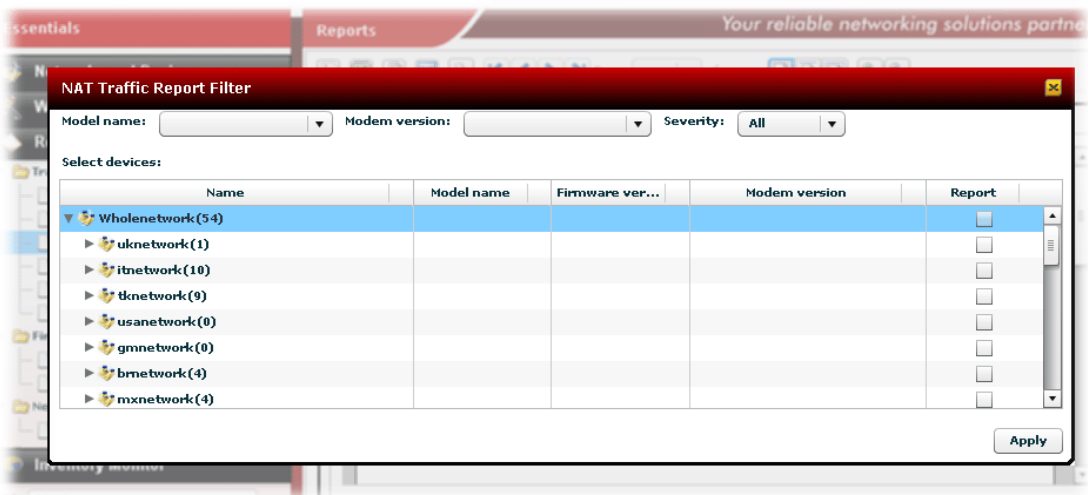 ssentials
Reports
Your reliable networking solutions partne
NAT Traffic Report Filter
Model name:
Modem version:
Severity:
All
Select devices:
Name
Model name
Firmware ver...
Modem version
Report
Wholenetwork(54)
uknetwork(1)
itnetwork(10)
tknetwork(9)
usanetwork(0)
gmnetwork(0)
brnetwork(4)
mxnetwork(4)
Apply
Inventory Monitor